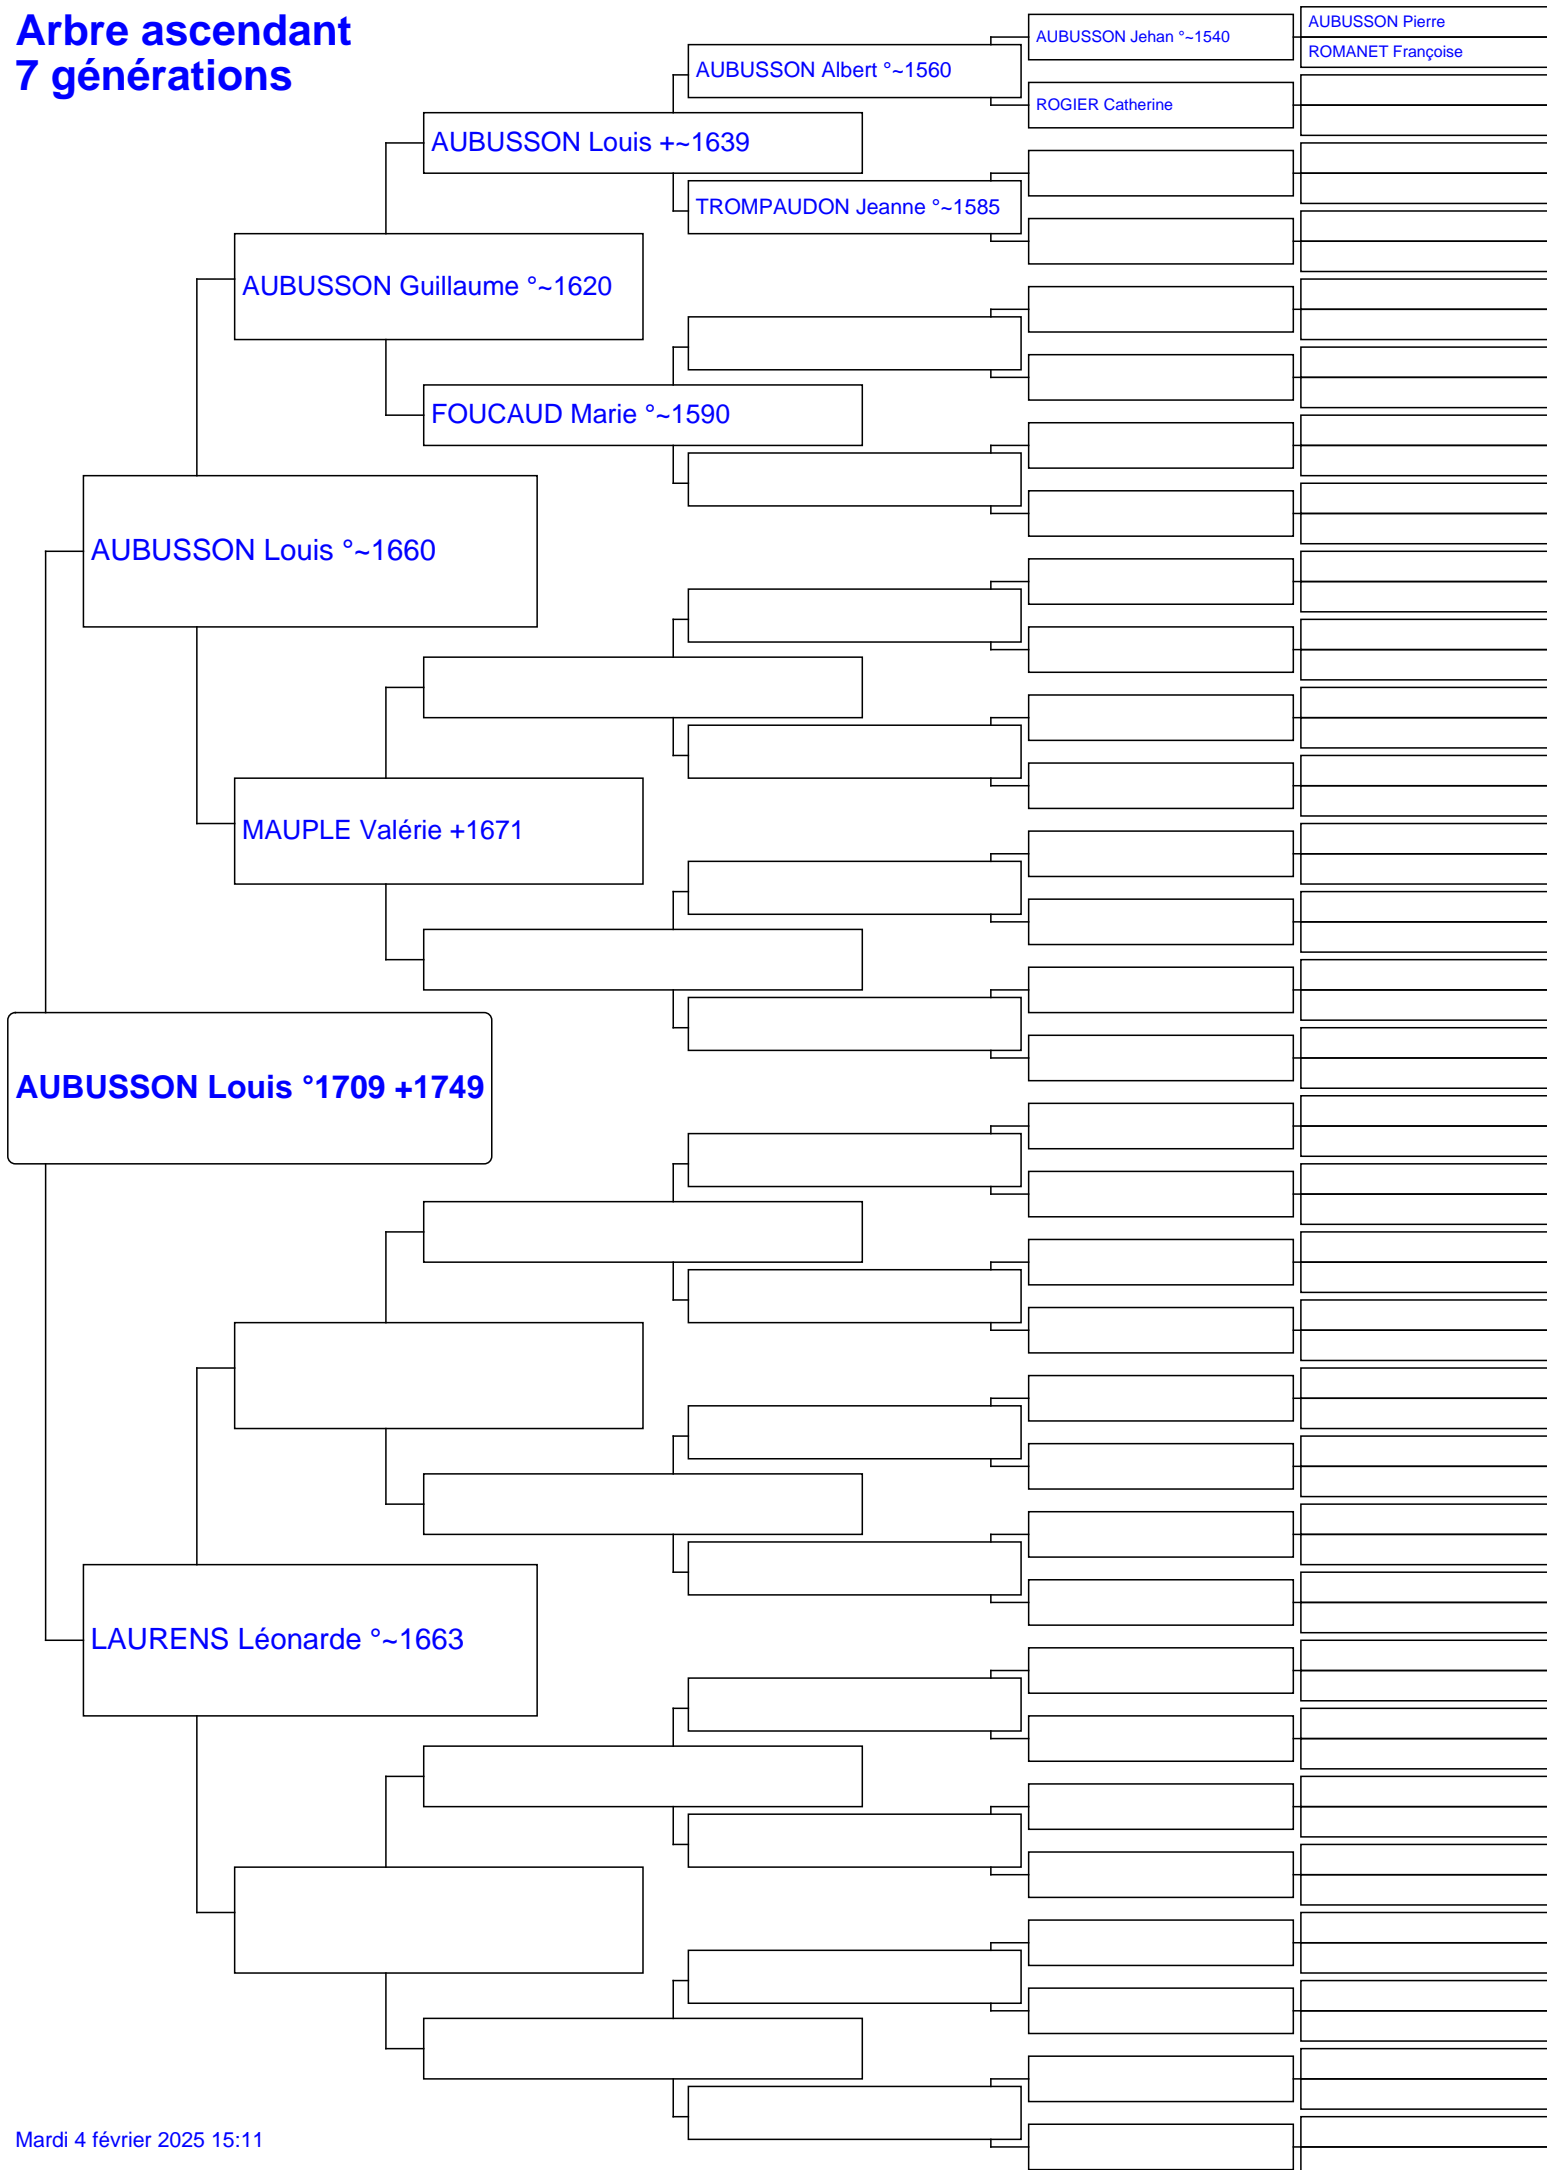 Arbre ascendant
7 générations
AUBUSSON Pierre
ROMANET Françoise
AUBUSSON Jehan °~1540
ROGIER Catherine
AUBUSSON Albert °~1560
AUBUSSON Louis +~1639
TROMPAUDON Jeanne °~1585
AUBUSSON Guillaume °~1620
FOUCAUD Marie °~1590
AUBUSSON Louis °~1660
MAUPLE Valérie +1671
AUBUSSON Louis °1709 +1749
LAURENS Léonarde °~1663
Mardi 4 février 2025 15:11